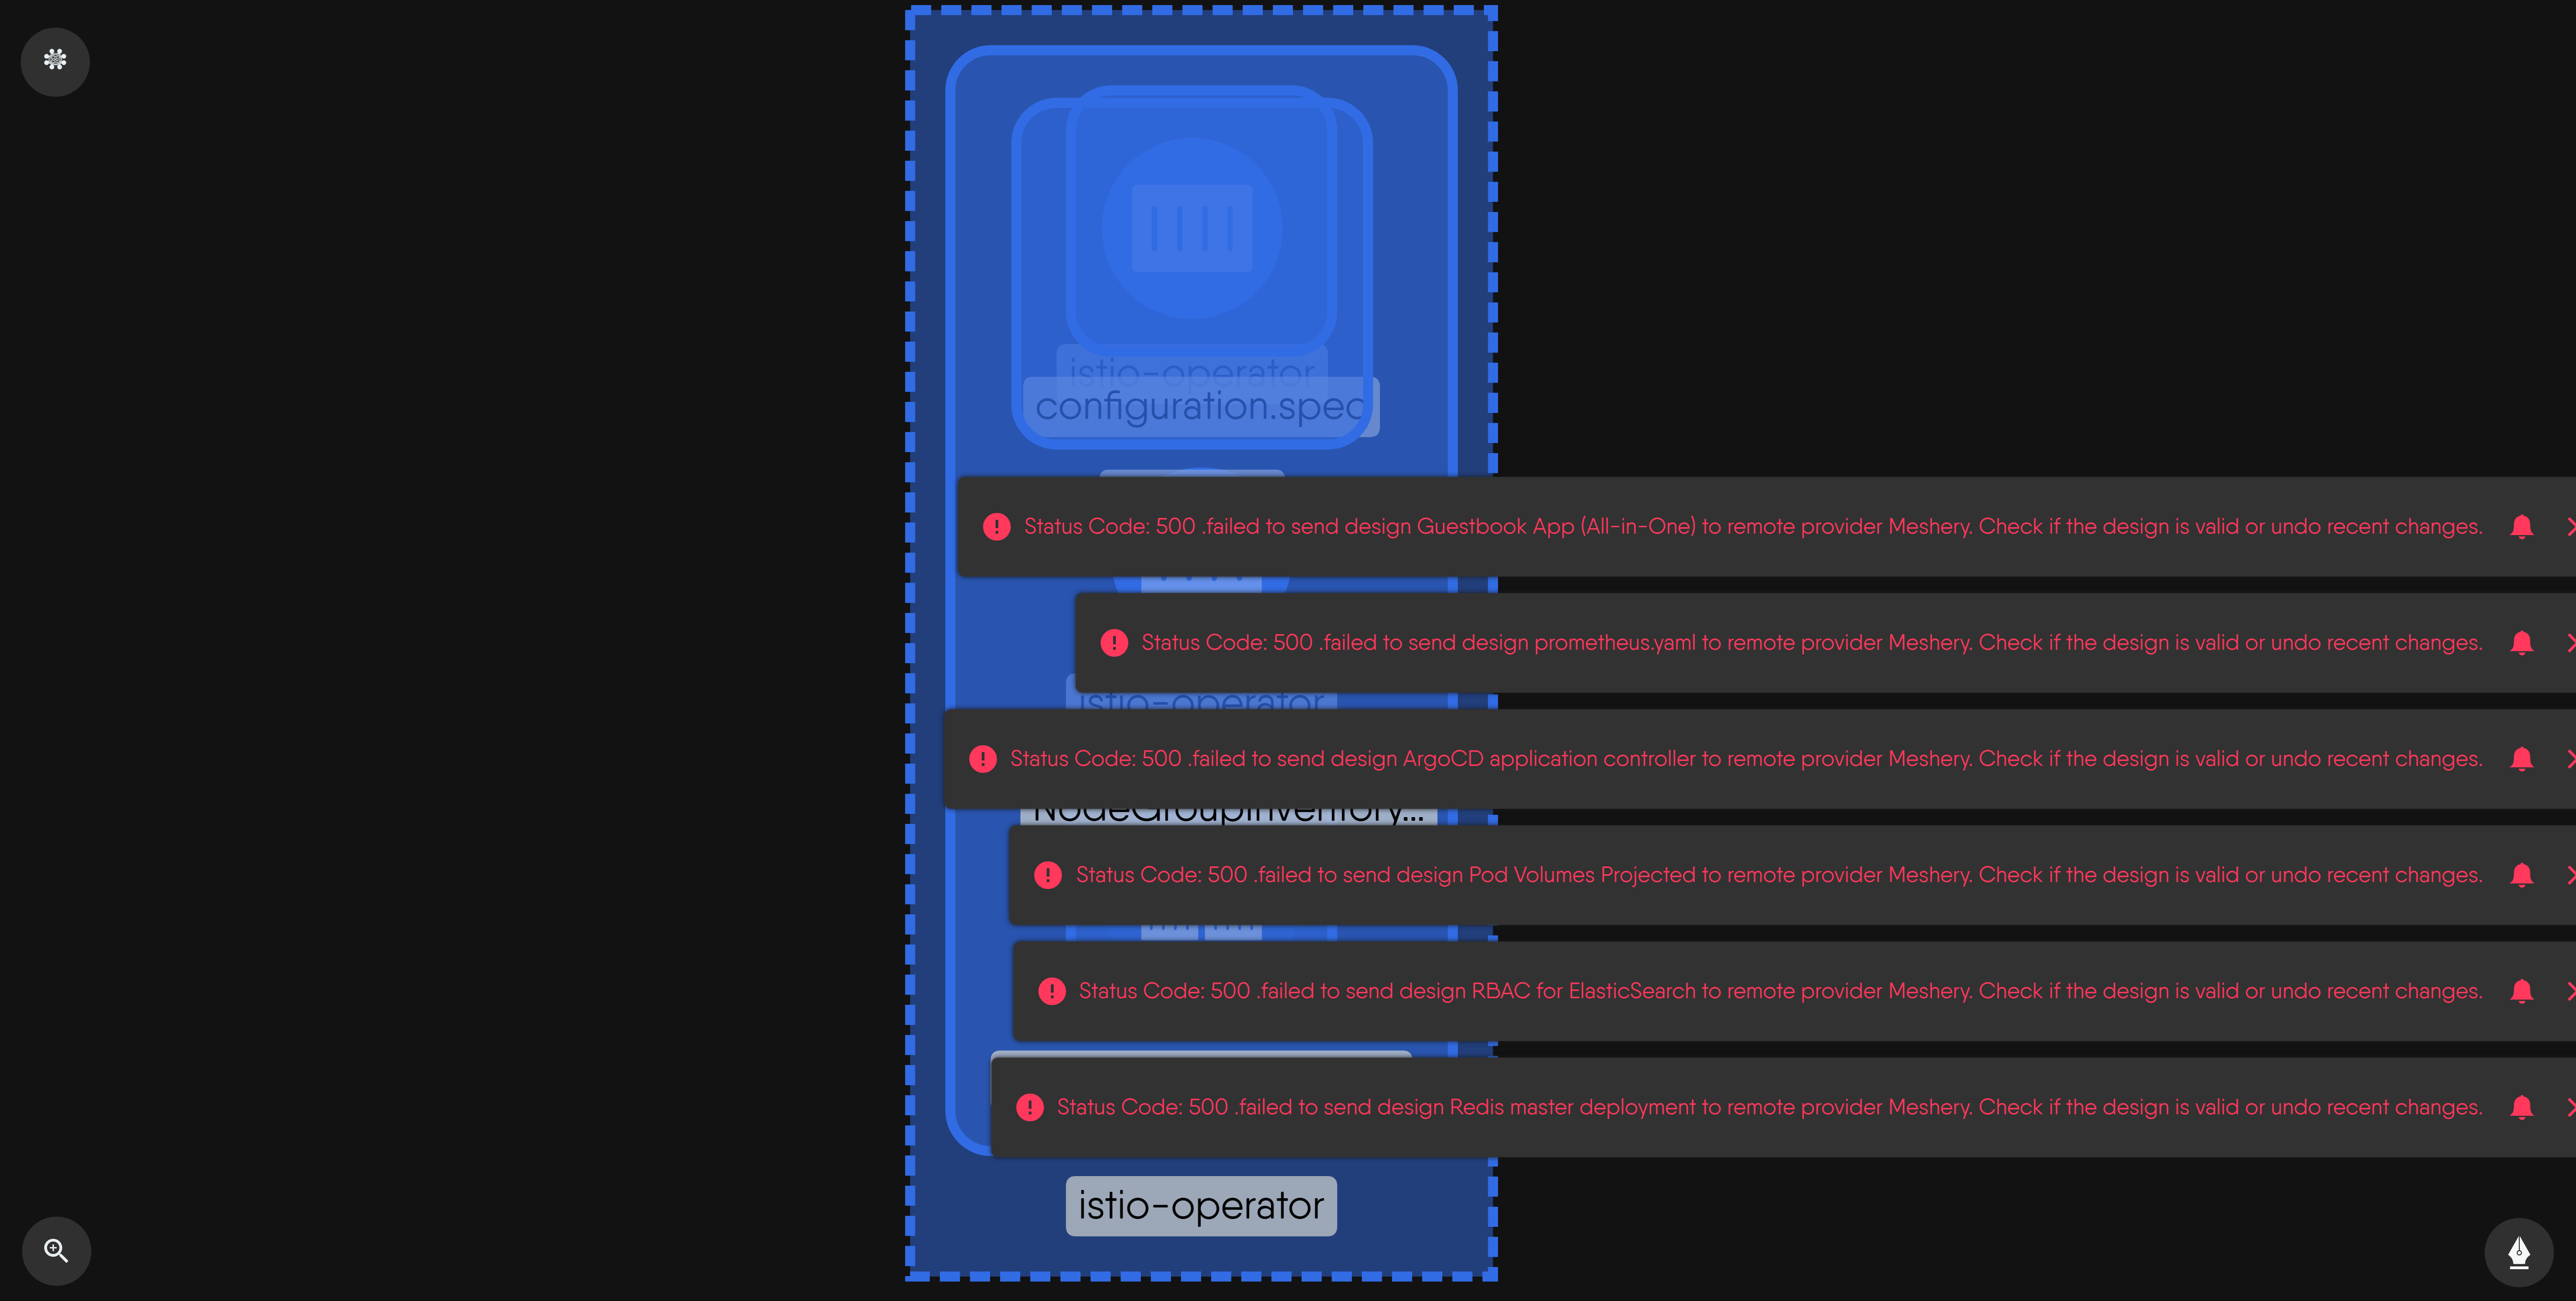 istio-operator
configuration.spec
Status Code: 500 .failed to send design Guestbook App (All-in-One) to remote provider Meshery. Check if the design is valid or undo recent changes.
Status Code: 500 .failed to send design prometheus.yaml to remote provider Meshery. Check if the design is valid or undo recent changes.
istio-operator
Status Code: 500 .failed to send design ArgoCD application controller to remote provider Meshery. Check if the design is valid or undo recent changes.
NodeGroupInventory...
Status Code: 500 .failed to send design Pod Volumes Projected to remote provider Meshery. Check if the design is valid or undo recent changes.
Status Code: 500 .failed to send design RBAC for ElasticSearch to remote provider Meshery. Check if the design is valid or undo recent changes.
Status Code: 500 .failed to send design Redis master deployment to remote provider Meshery. Check if the design is valid or undo recent changes.
istio-operator